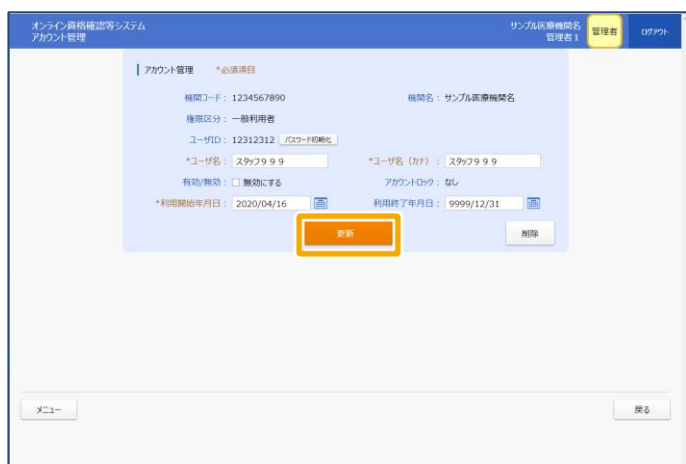 オンライン資格確認等システム
アカウント管理
サンプル医療機関名
管理者1
管理者
ログアウト
アカウント管理 *必須項目
機関コード: 1234567890 機関名: サンプル医療機関名
権限区分: 一般利用者
ユーザID: 12312312 パスワード初期化
*ユーザ名: スタッフ999 *ユーザ名(カナ): スタッフ999
有効/無効: 無効にする アカウントロック: なし
*利用開始年月日: 2020/04/16 利用終了年月日: 9999/12/31
更新 削除
メニュー 戻る